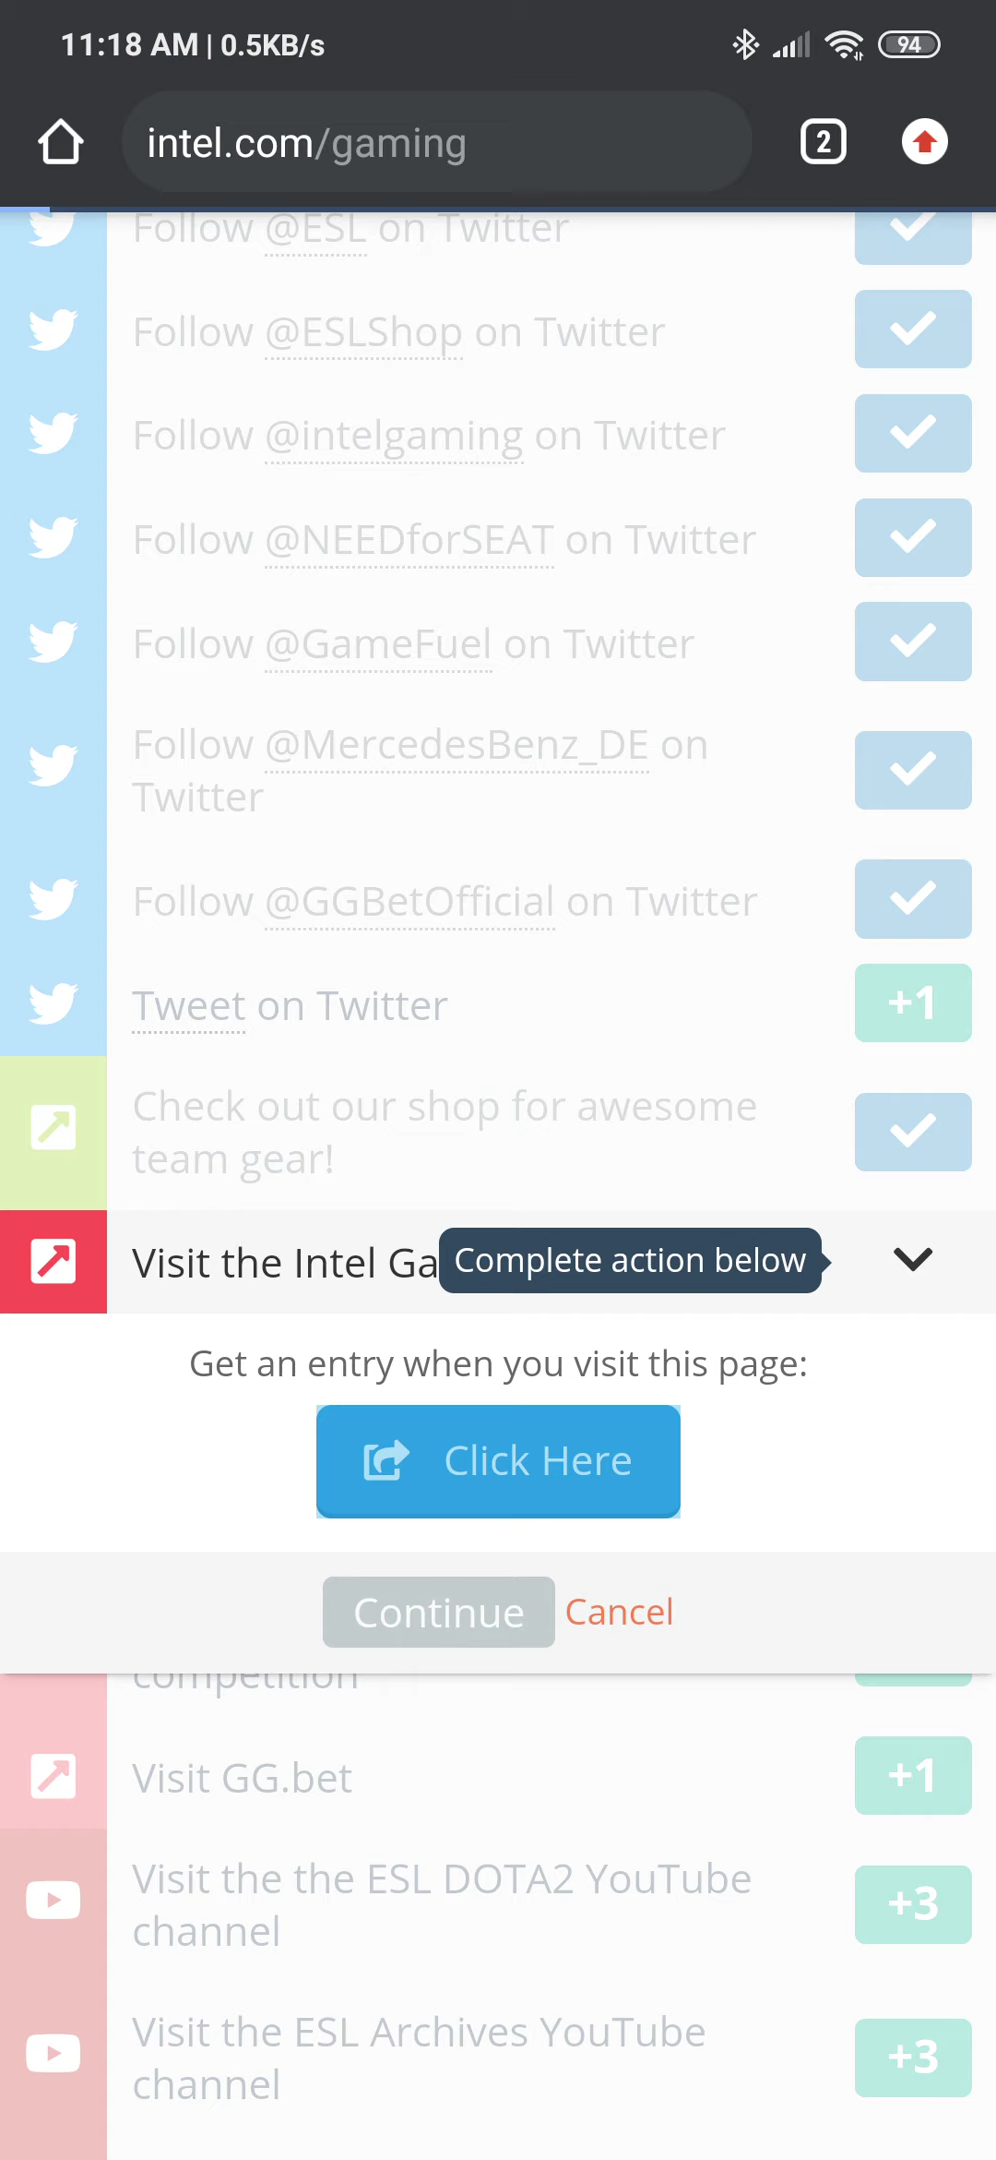 11:18 AM | 0.5KB/s
94
intel.com/gaming
2
Follow @ESL on Twitter
Follow @ESLShop on Twitter
Follow @intelgaming on Twitter
Follow @NEEDforSEAT on Twitter
Follow @GameFuel on Twitter
Follow @MercedesBenz_DE on
Twitter
Follow @GGBetOfficial on Twitter
Tweet on Twitter
+1
Check out our shop for awesome
team gear!
Visit the Intel Ga
Complete action below
Get an entry when you visit this page:
Click Here
Continue
Cancel
competition
Visit GG.bet
+1
Visit the the ESL DOTA2 YouTube
channel
+3
Visit the ESL Archives YouTube
channel
+3